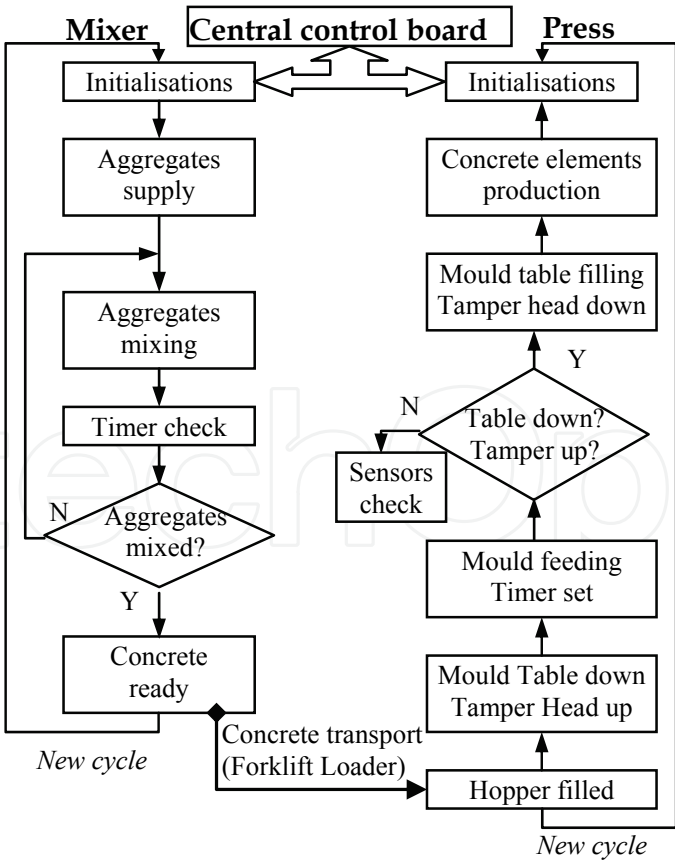 Mixer
Central control board
Press
Initialisations
Aggregates
supply
Aggregates
mixing
Timer check
N
Aggregates
mixed?
Y
Concrete
ready
New cycle
Concrete transport
(Forklift Loader)
Initialisations
Concrete elements
production
Mould table filling
Tamper head down
Y
N
Table down?
Tamper up?
Sensors
check
Mould feeding
Timer set
Mould Table down
Tamper Head up
Hopper filled
New cycle